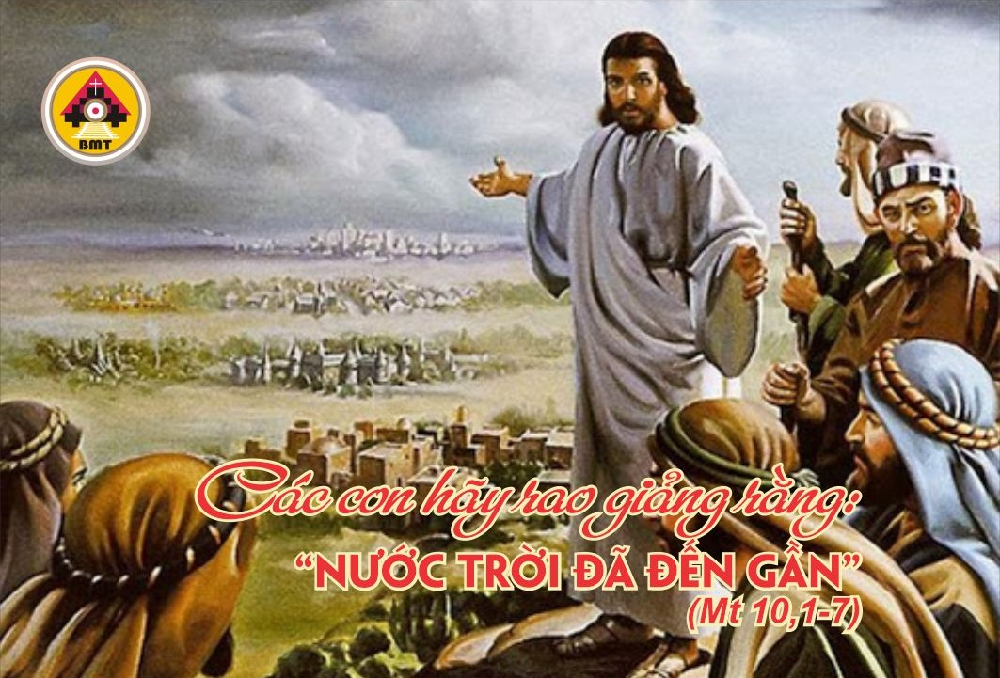 BMT
Các con hãy rao giảng rằng:
“NƯỚC TRỜI ĐÃ ĐẾN GẦN”
(Mt 10,1-7)